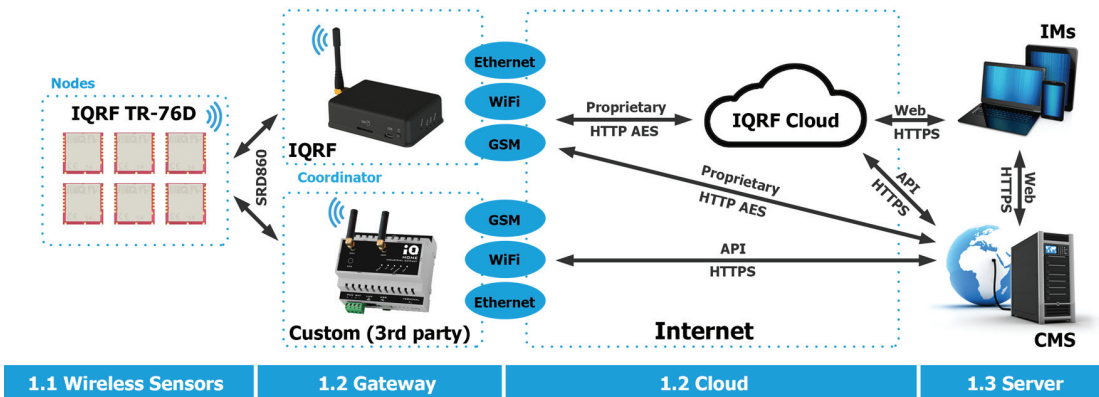 Nodes
IQRF TR-76D
SRD860
IQRF
Coordinator
iQ
HOME
Custom (3rd party)
Ethernet
WiFi
GSM
GSM
WiFi
Ethernet
Proprietary
HTTP AES
IQRF Cloud
Web
HTTPS
IMs
Proprietary
HTTP AES
API
HTTPS
Web
HTTPS
API
HTTPS
Internet
CMS
1.1 Wireless Sensors
1.2 Gateway
1.2 Cloud
1.3 Server